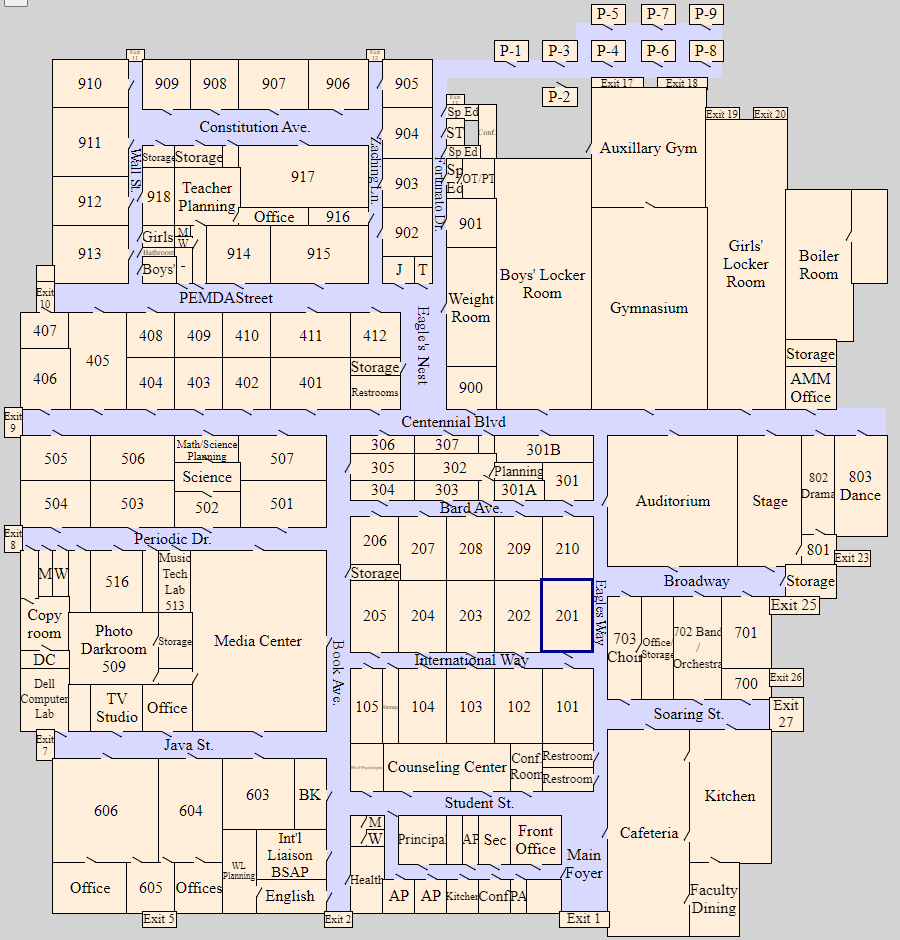 P-5
P-7
P-9
P-1
P-3
P-4
P-6
P-8
P-2
Exit 17
Exit 18
Exit 19
Exit 20
Exit
11
Exit
12
910
909
908
907
906
905
Constitution Ave.
911
904
Sp Ed
ST
Conf.
Sp Ed
Auxillary Gym
Wall St.
Storage
Storage
Zaching Ln.
Fortunato Dr.
917
918
Teacher
Planning
903
Sp
Ed
OT/PT
912
Office
916
902
901
Girls'
M
W
Bathroom
Boys'
-
914
915
913
J
T
Exit
10
PEMDAStreet
Weight
Room
Boys' Locker
Room
Gymnasium
Girls'
Locker
Room
Boiler
Room
407
408
409
410
411
412
Eagle's Nest
405
Storage
Storage
406
404
403
402
401
Restrooms
900
AMM
Office
Exit
9
Centennial Blvd
505
506
Math/Science
Planning
507
306
307
301B
Science
305
302
Planning
301
504
503
502
501
304
303
301A
Auditorium
Stage
802
Drama
803
Dance
Bard Ave.
Exit
8
Periodic Dr.
206
207
208
209
210
801
Exit 23
M
W
516
Music
Tech
Lab
513
Storage
Broadway
Storage
Copy
room
Photo
Darkroom
509
Storage
Media Center
205
204
203
202
201
Eagles Way
Exit 25
703
Choir
Office/
Storage
702 Band
/
Orchestra
701
DC
Book Ave.
International Way
Dell
Computer
Lab
TV
Studio
Office
105
Storage
104
103
102
101
700
Exit 26
Soaring St.
Exit
27
Exit
7
Java St.
Counseling Center
Conf
Room
Restroom
Restroom
606
604
603
BK
Student St.
Kitchen
M
W
Principal
AP
Sec
Front
Office
Cafeteria
Int'l
Liaison
BSAP
WL
Planning
Main
Foyer
Health
Office
605
Offices
English
AP
AP
Kitchen
Conf
PA
Faculty
Dining
Exit 5
Exit 2
Exit 1